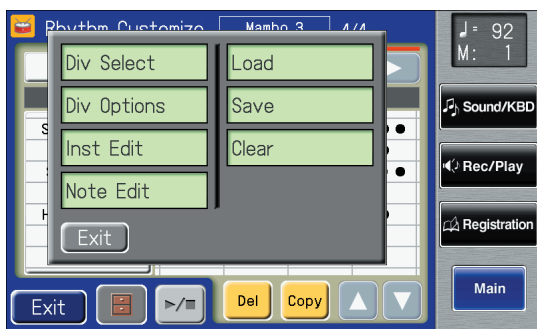 Rhythm Customize Mambo 3 4/4
♩= 92
M: 1
Div Select Load
Div Options Save
Inst Edit Clear
Note Edit
Exit
S
S
H
Sound/KBD
Rec/Play
Registration
Main
Exit Del Copy